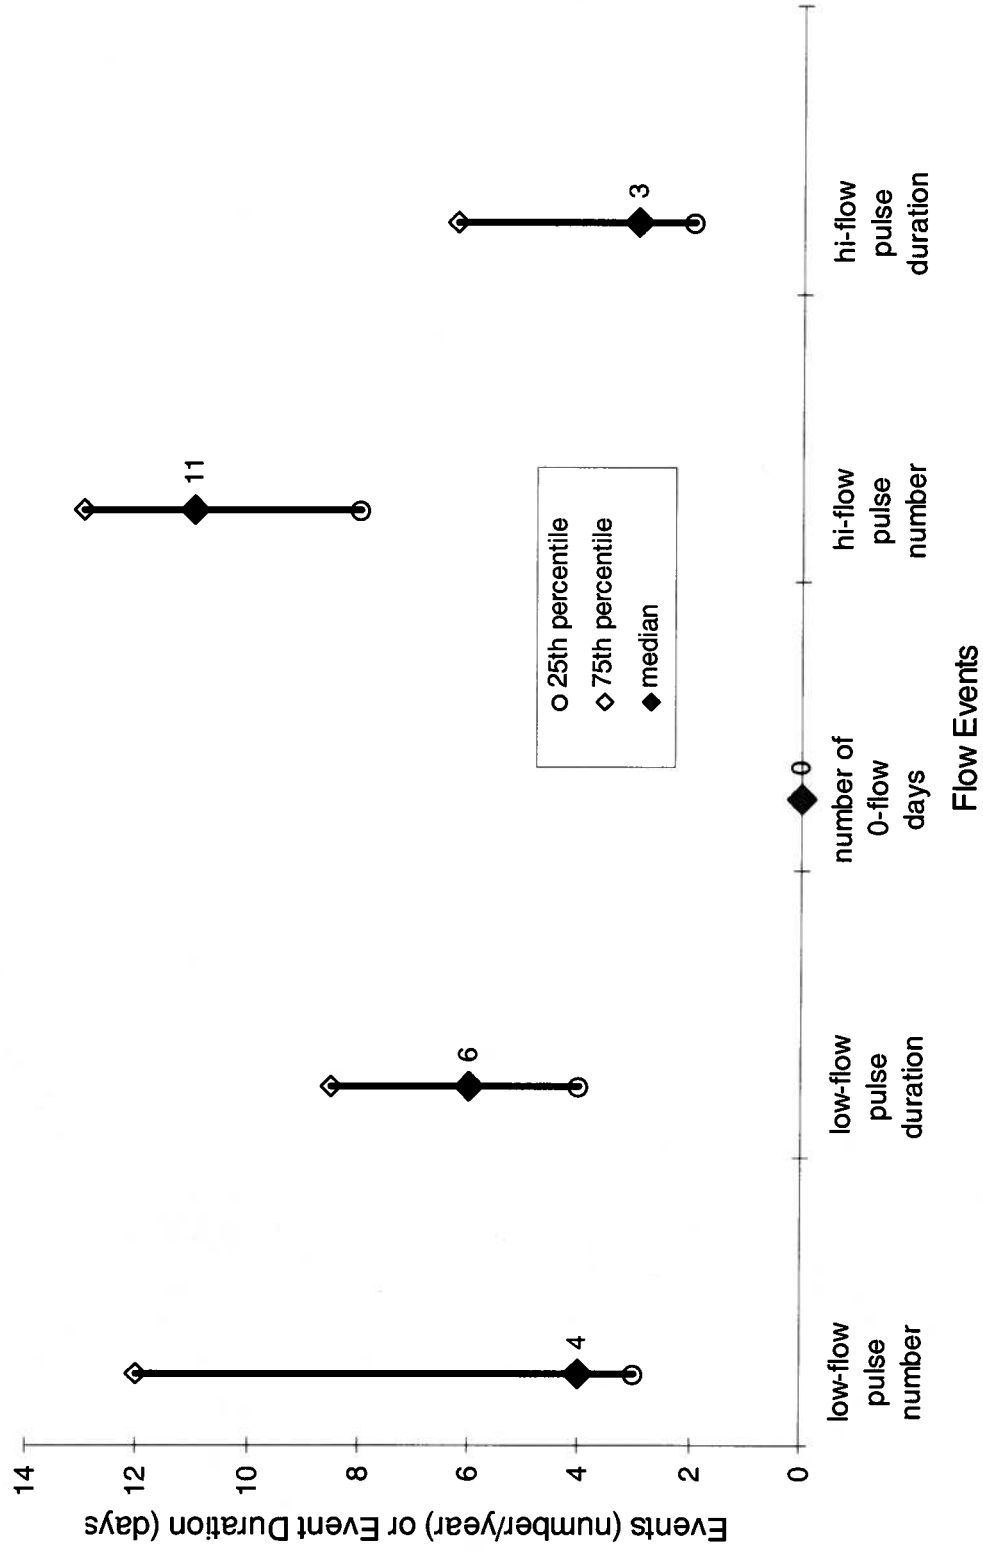 Events (number/year) or Event Duration (days)
14
12
10
8
6
4
2
0
4
6
0
11
3
25th percentile
75th percentile
median
low-flow
pulse
number
low-flow
pulse
duration
number of
0-flow
days
hi-flow
pulse
number
hi-flow
pulse
duration
Flow Events